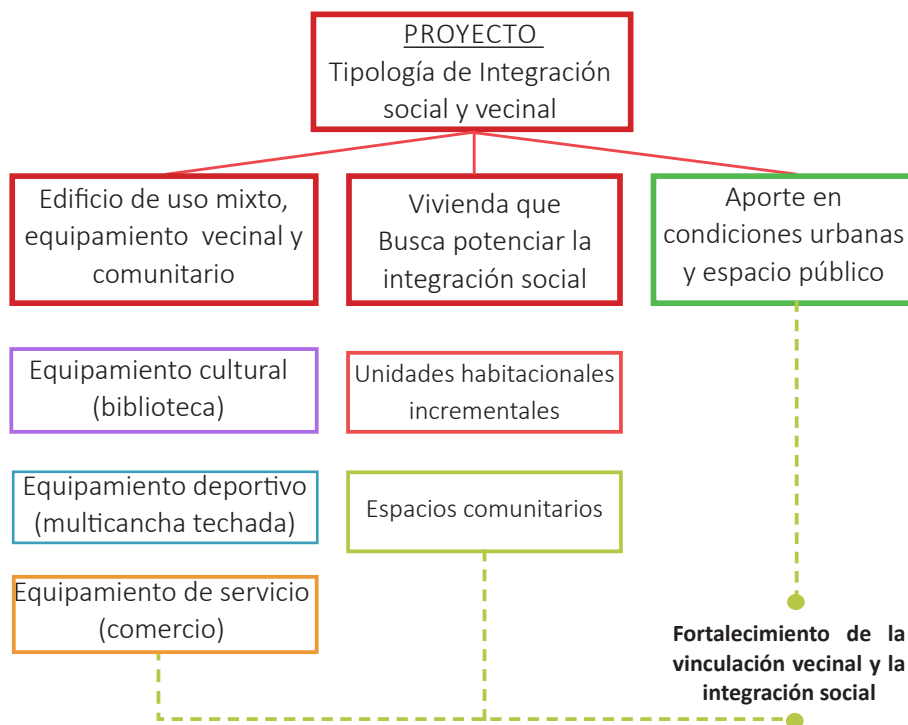 PROYECTO
Tipología de Integración
social y vecinal
Edificio de uso mixto,
equipamiento vecinal y
comunitario
Vivienda que
Busca potenciar la
integración social
Aporte en
condiciones urbanas
y espacio público
Equipamiento cultural
(biblioteca)
Unidades habitacionales
incrementales
Equipamiento deportivo
(multicancha techada)
Espacios comunitarios
Equipamiento de servicio
(comercio)
Fortalecimiento de la
vinculación vecinal y la
integración social